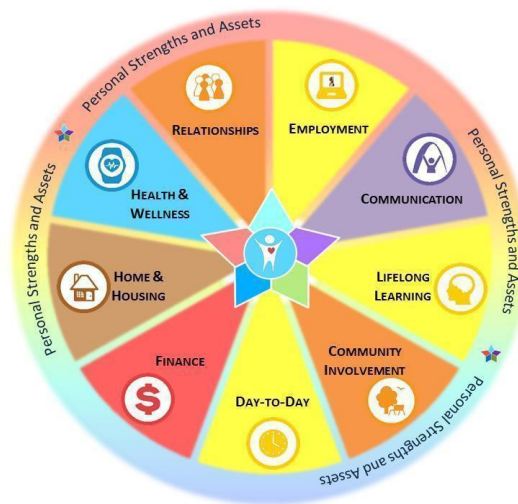 Personal Strengths and Assets
Personal Strengths and Assets
Personal Strengths and Assets
Personal Strengths and Assets
RELATIONSHIPS
EMPLOYMENT
COMMUNICATION
LIFELONG
LEARNING
COMMUNITY
INVOLVEMENT
DAY-TO-DAY
FINANCE
$
HOME &
HOUSING
HEALTH &
WELLNESS